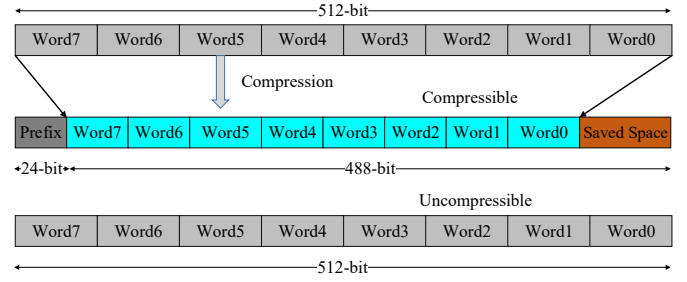 512-bit
Word7 Word6 Word5 Word4 Word3 Word2 Word1 Word0
Compression
Compressible
Prefix Word7 Word6 Word5 Word4 Word3 Word2 Word1 Word0 Saved Space
24-bit 488-bit
Uncompressible
Word7 Word6 Word5 Word4 Word3 Word2 Word1 Word0
512-bit